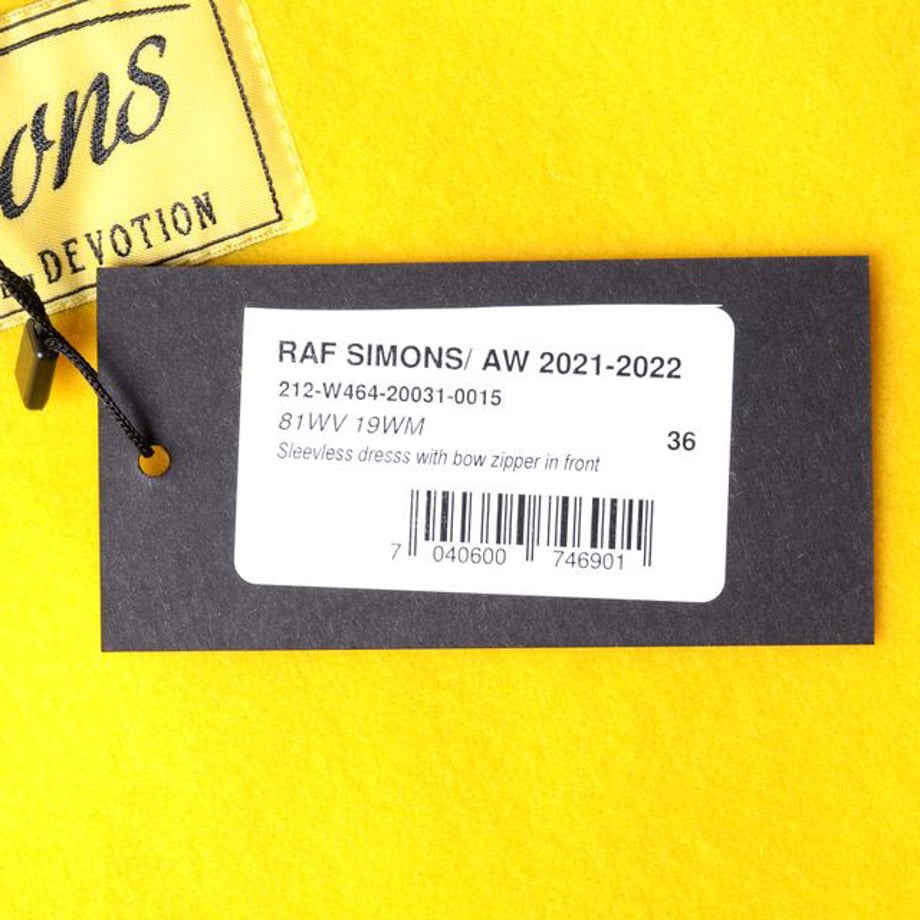 ons
DEVOTION
RAF SIMONS/ AW 2021-2022
212-W464-20031-0015
81WV 19WM
36
Sleevless dresss with bow zipper in front
7 040600 746901